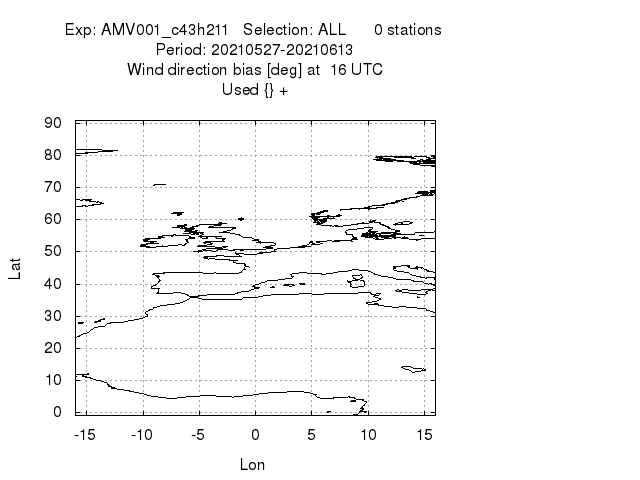 Exp: AMV001_c43h211 Selection: ALL 0 stations
Period: 20210527-20210613
Wind direction bias [deg] at 16 UTC
Used {} +
90
80
70
60
50
40
30
20
10
0
Lat
-15 -10 -5 0 5 10 15
Lon